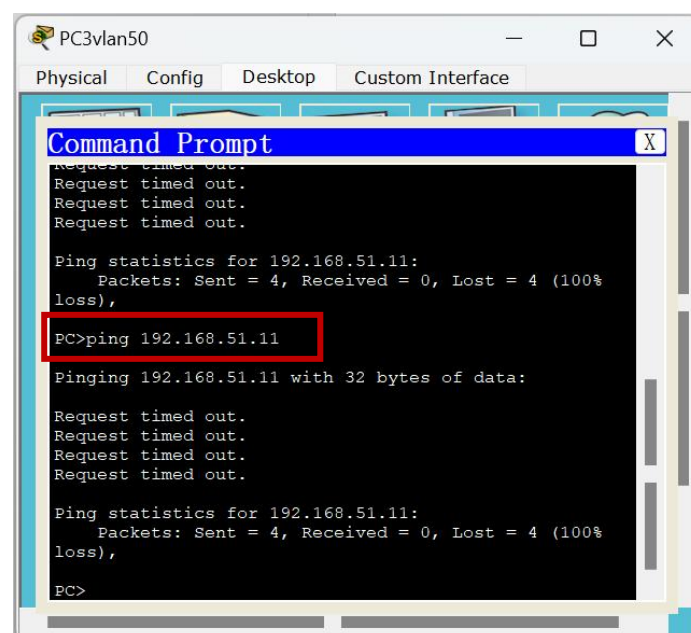 PC3vlan50
Physical Config Desktop Custom Interface
Command Prompt
X
Request timed out.
Request timed out.
Request timed out.
Request timed out.
Ping statistics for 192.168.51.11:
Packets: Sent = 4, Received = 0, Lost = 4 (100%
loss),
PC>ping 192.168.51.11
Pinging 192.168.51.11 with 32 bytes of data:
Request timed out.
Request timed out.
Request timed out.
Request timed out.
Ping statistics for 192.168.51.11:
Packets: Sent = 4, Received = 0, Lost = 4 (100%
loss),
PC>